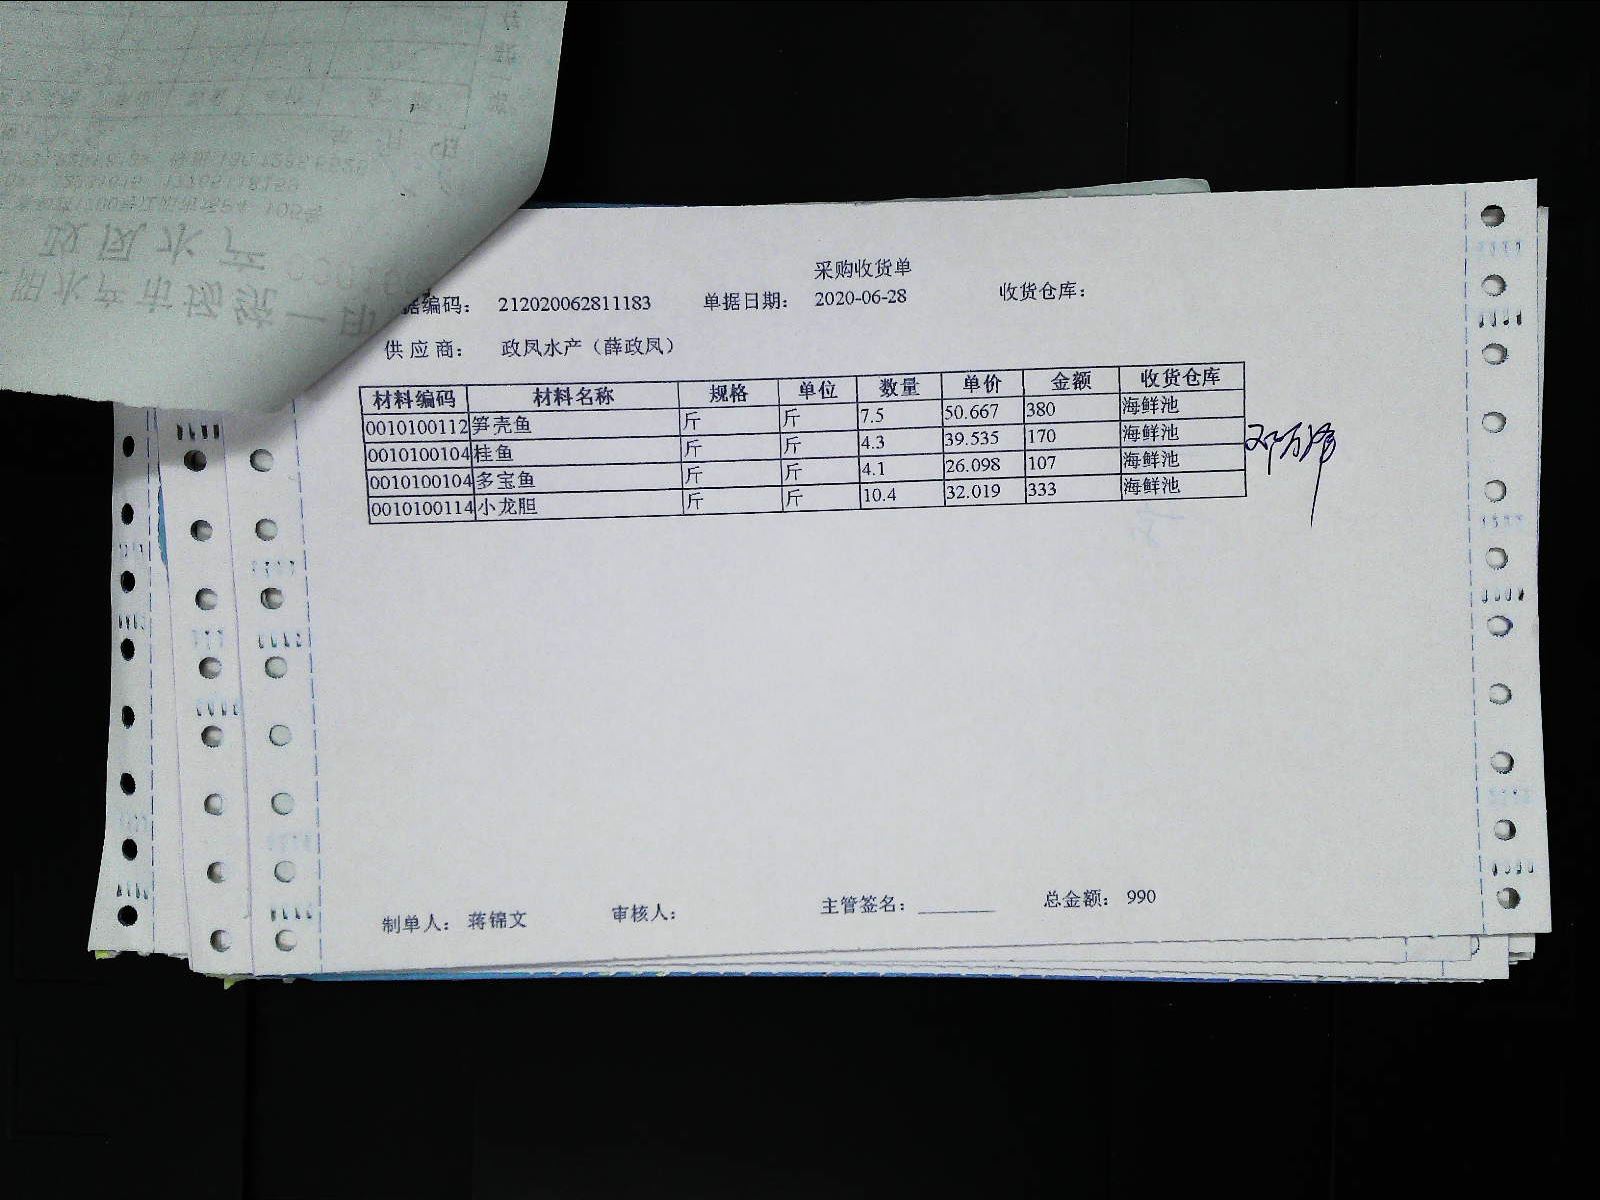 采购收货单
据编码： 212020062811183 单据日期： 2020-06-28 收货仓库：
供 应 商： 政凤水产（薛政凤）
材料编码 材料名称 规格 单位 数量 单价 金额 收货仓库
0010100112 笋壳鱼 斤 斤 7.5 50.667 380 海鲜池
0010100104 桂鱼 斤 斤 4.3 39.535 170 海鲜池
0010100104 多宝鱼 斤 斤 4.1 26.098 107 海鲜池
0010100114 小龙胆 斤 斤 10.4 32.019 333 海鲜池
制单人： 蒋锦文 审核人： 主管签名：________ 总金额： 990